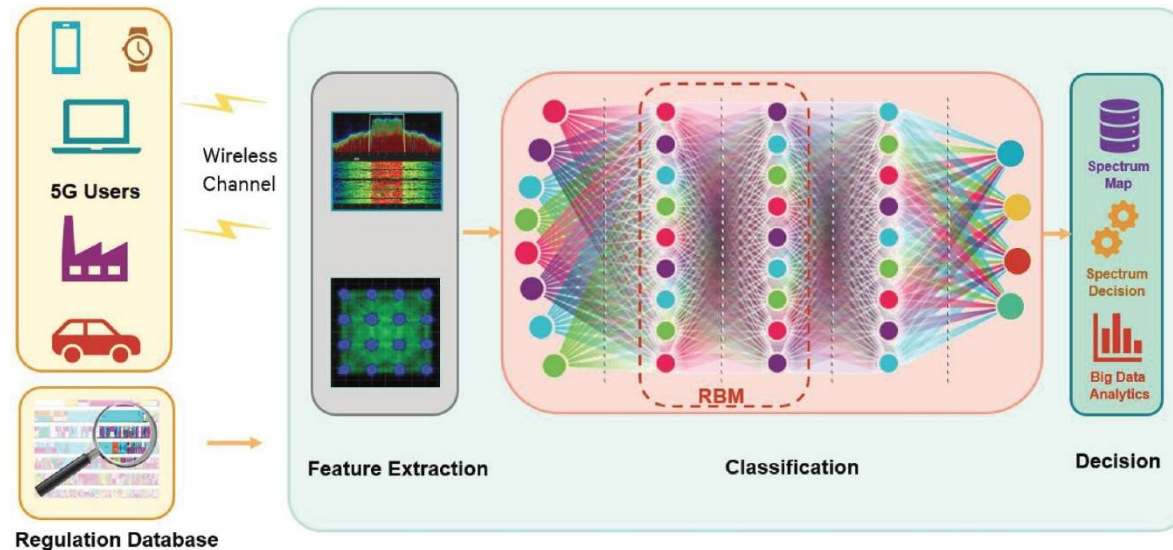 5G Users
Wireless
Channel
Regulation Database
Feature Extraction
RBM
Classification
Spectrum
Map
Spectrum
Decision
Big Data
Analytics
Decision